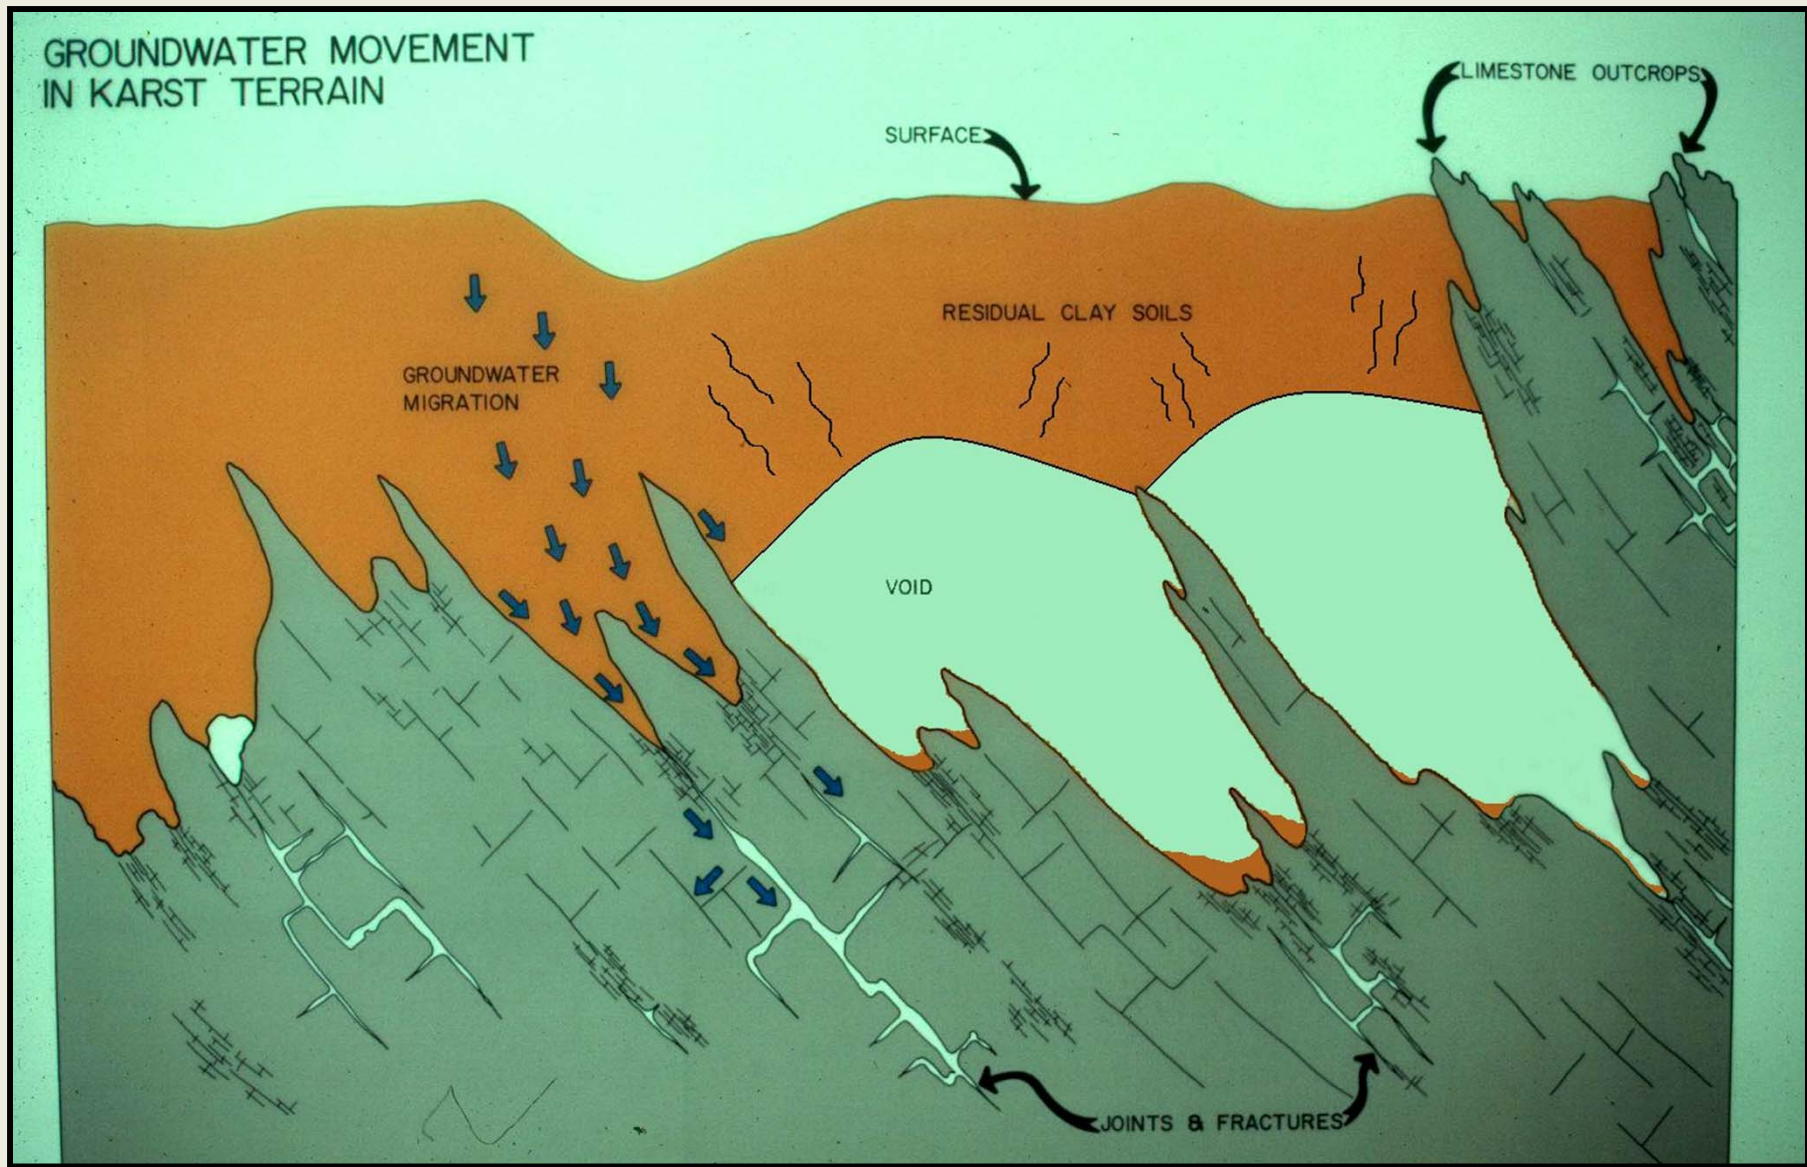 GROUNDWATER MOVEMENT
IN KARST TERRAIN
LIMESTONE OUTCROPS
SURFACE
RESIDUAL CLAY SOILS
GROUNDWATER
MIGRATION
VOID
JOINTS & FRACTURES